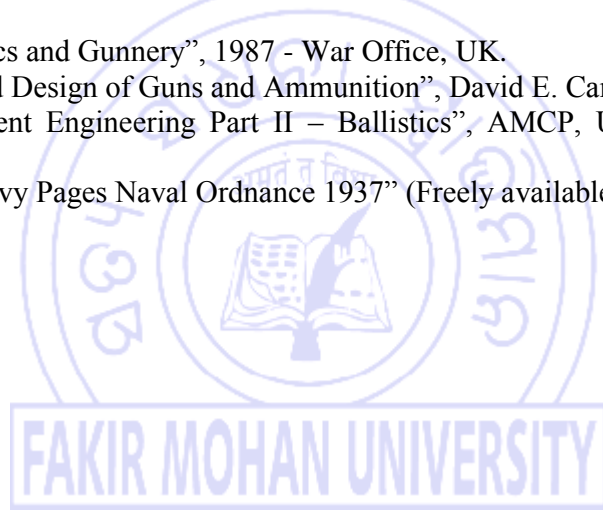 cs and Gunnery”, 1987 - War Office, UK.
d Design of Guns and Ammunition”, David E. Car
ent Engineering Part II – Ballistics”, AMCP, U
vy Pages Naval Ordnance 1937” (Freely available
FAKIR MOHAN UNIVERSITY